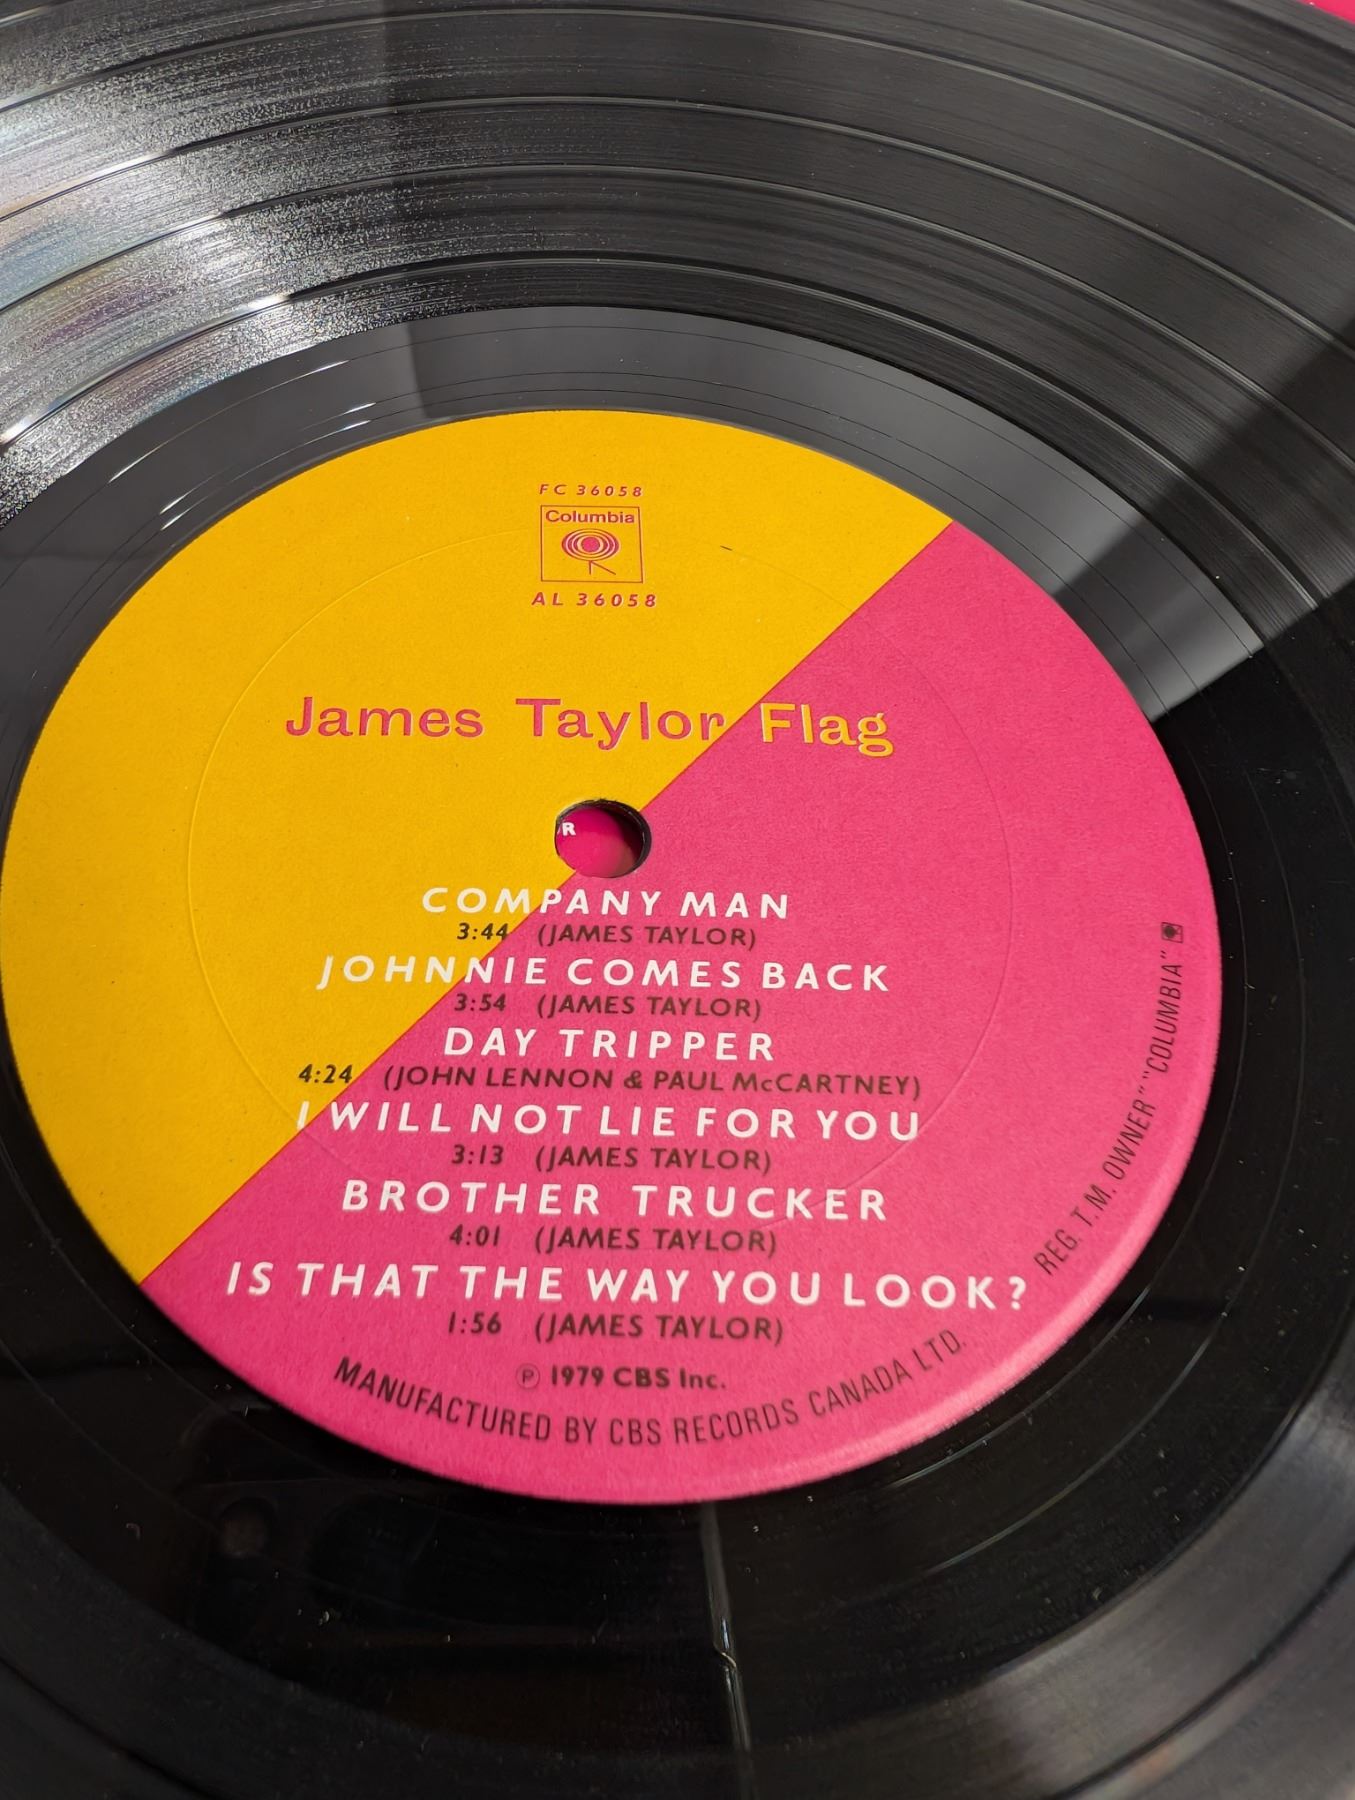 FC 36058
Columbia
AL 36058
James Taylor Flag
R
COMPANY MAN
3:44 (JAMES TAYLOR)
JOHNNIE COMES BACK
3:54 (JAMES TAYLOR)
DAY TRIPPER
4:24 (JOHN LENNON & PAUL McCARTNEY)
I WILL NOT LIE FOR YOU
3:13 (JAMES TAYLOR)
BROTHER TRUCKER
4:01 (JAMES TAYLOR)
IS THAT THE WAY YOU LOOK?
1:56 (JAMES TAYLOR)
℗ 1979 CBS Inc.
MANUFACTURED BY CBS RECORDS CANADA LTD.
REG. T.M. OWNER" "COLUMBIA"